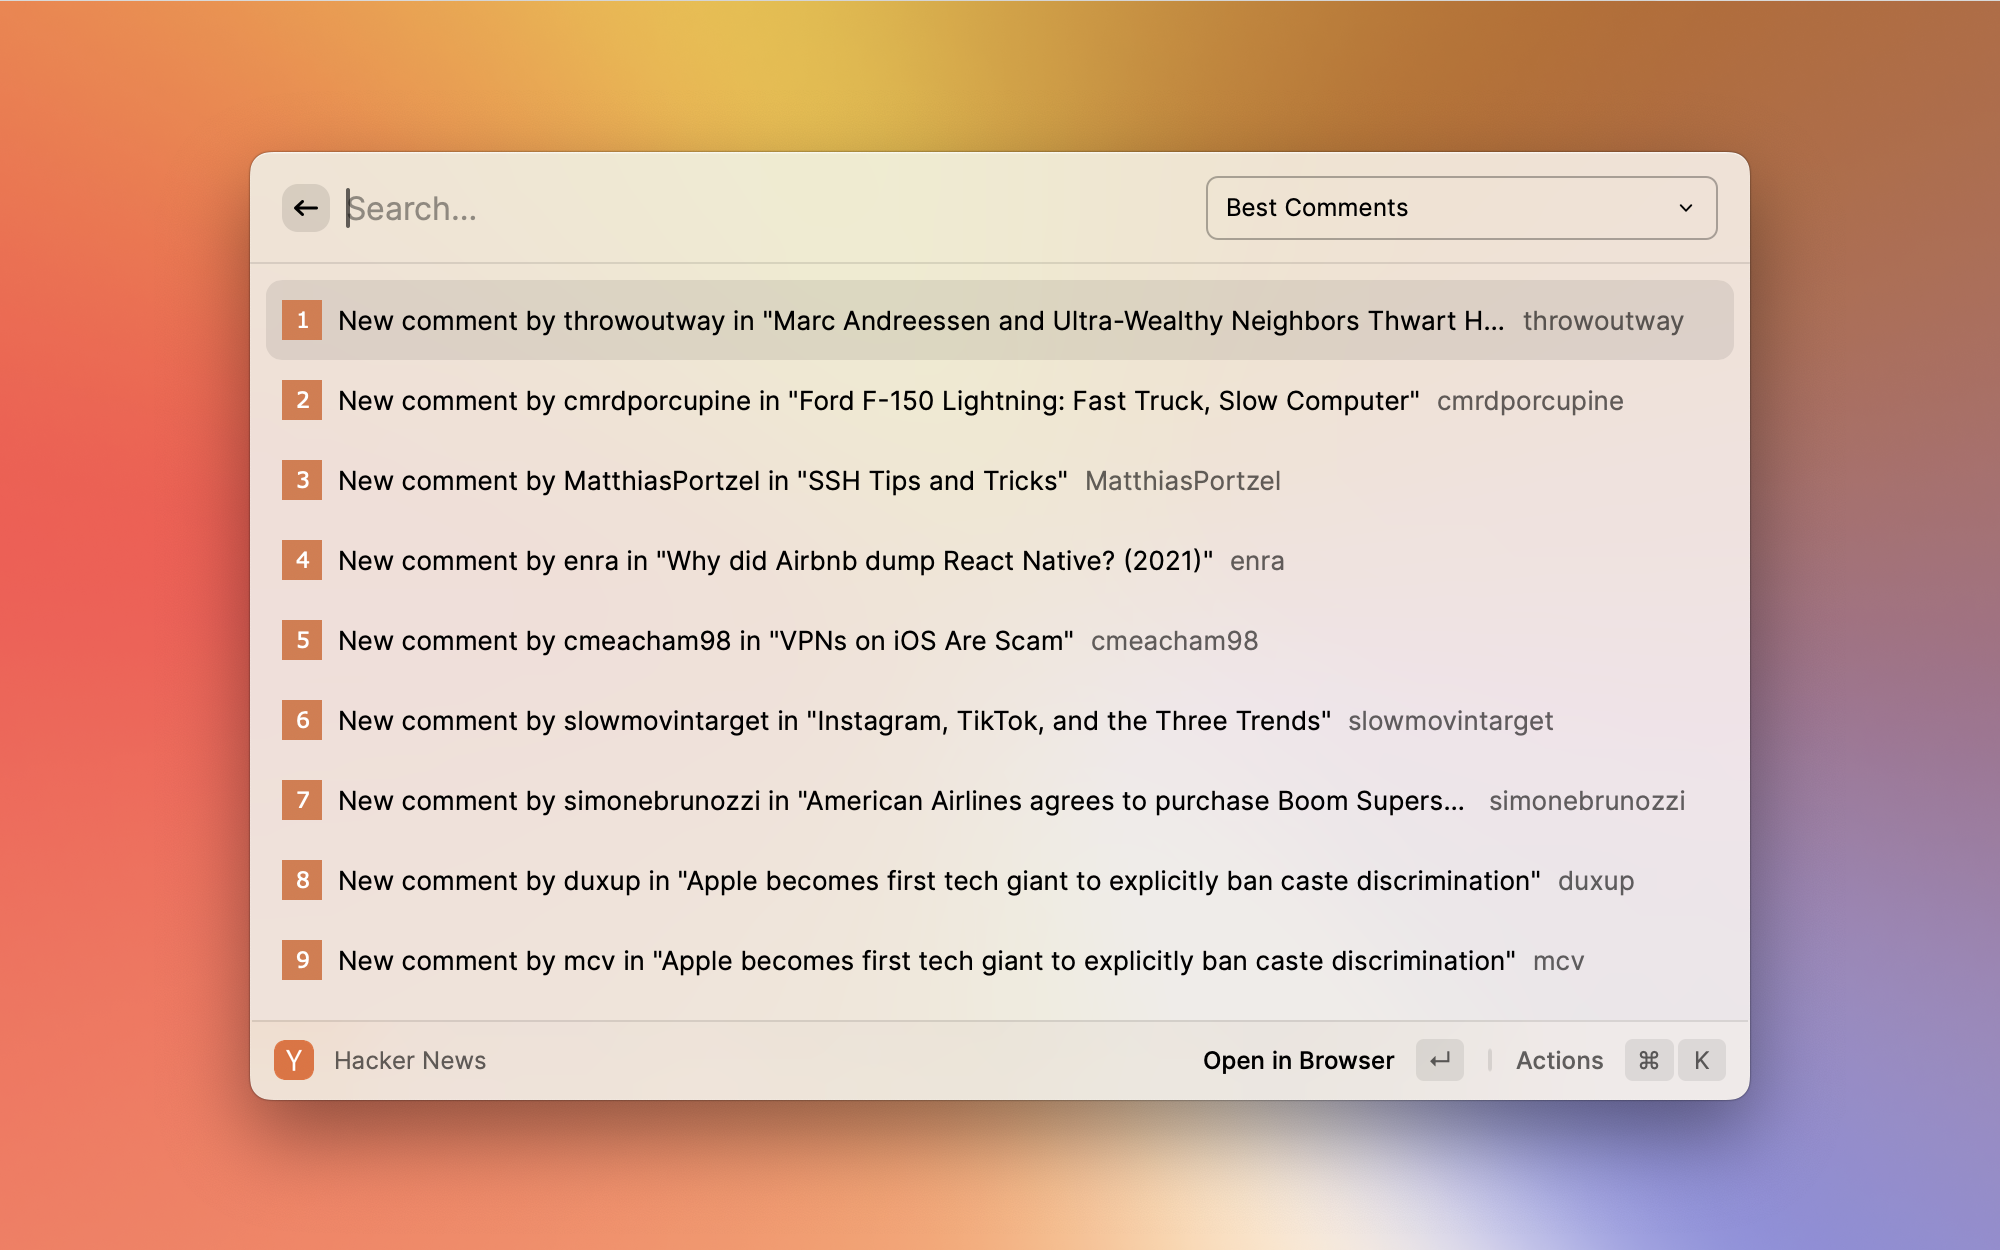 Search...
Best Comments
1 New comment by throwoutway in "Marc Andreessen and Ultra-Wealthy Neighbors Thwart H... throwoutway
2 New comment by cmrdporcupine in "Ford F-150 Lightning: Fast Truck, Slow Computer" cmrdporcupine
3 New comment by MatthiasPortzel in "SSH Tips and Tricks" MatthiasPortzel
4 New comment by enra in "Why did Airbnb dump React Native? (2021)" enra
5 New comment by cmeacham98 in "VPNs on iOS Are Scam" cmeacham98
6 New comment by slowmovintarget in "Instagram, TikTok, and the Three Trends" slowmovintarget
7 New comment by simonebrunozzi in "American Airlines agrees to purchase Boom Supers... simonebrunozzi
8 New comment by duxup in "Apple becomes first tech giant to explicitly ban caste discrimination" duxup
9 New comment by mcv in "Apple becomes first tech giant to explicitly ban caste discrimination" mcv
Y Hacker News Open in Browser ↵ Actions ⌘ K